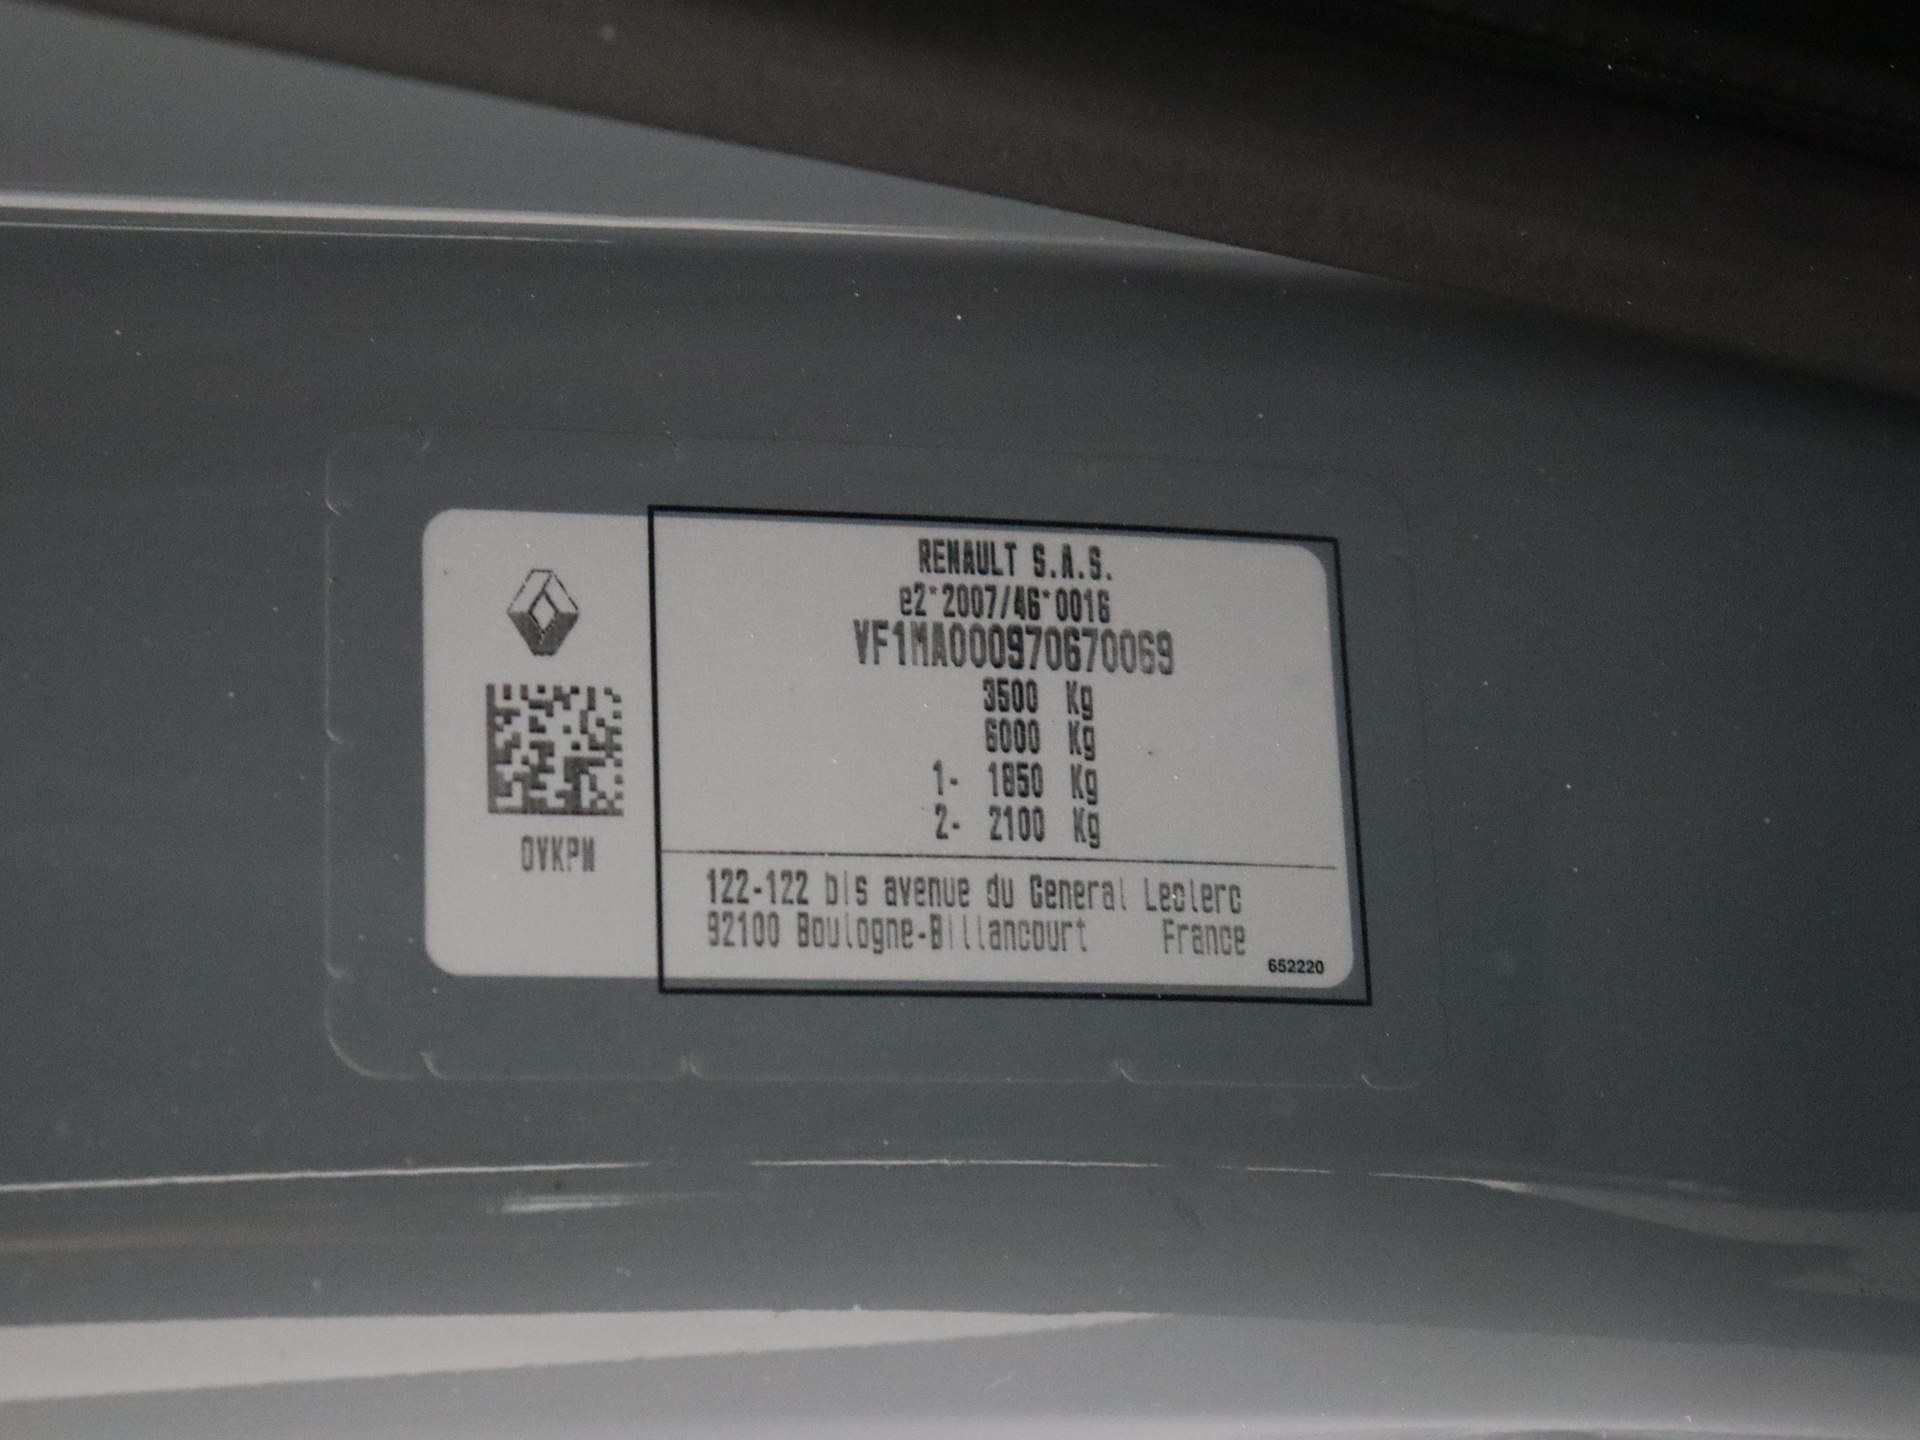 RENAULT S.A.S.
e2*2007/46*0016
VF1MA000970670069
3500 Kg
6000 Kg
1- 1850 Kg
2- 2100 Kg
OVKPN
122-122 bis avenue du General Leclerc
92100 Boulogne-Billancourt France
652220